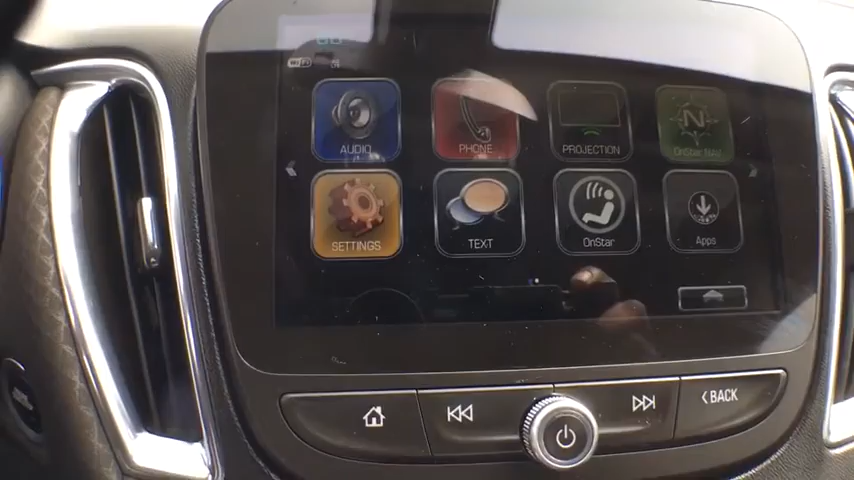 AUDIO
PHONE
PROJECTION
N
OnStar NAV
SETTINGS
TEXT
OnStar
Apps
BACK